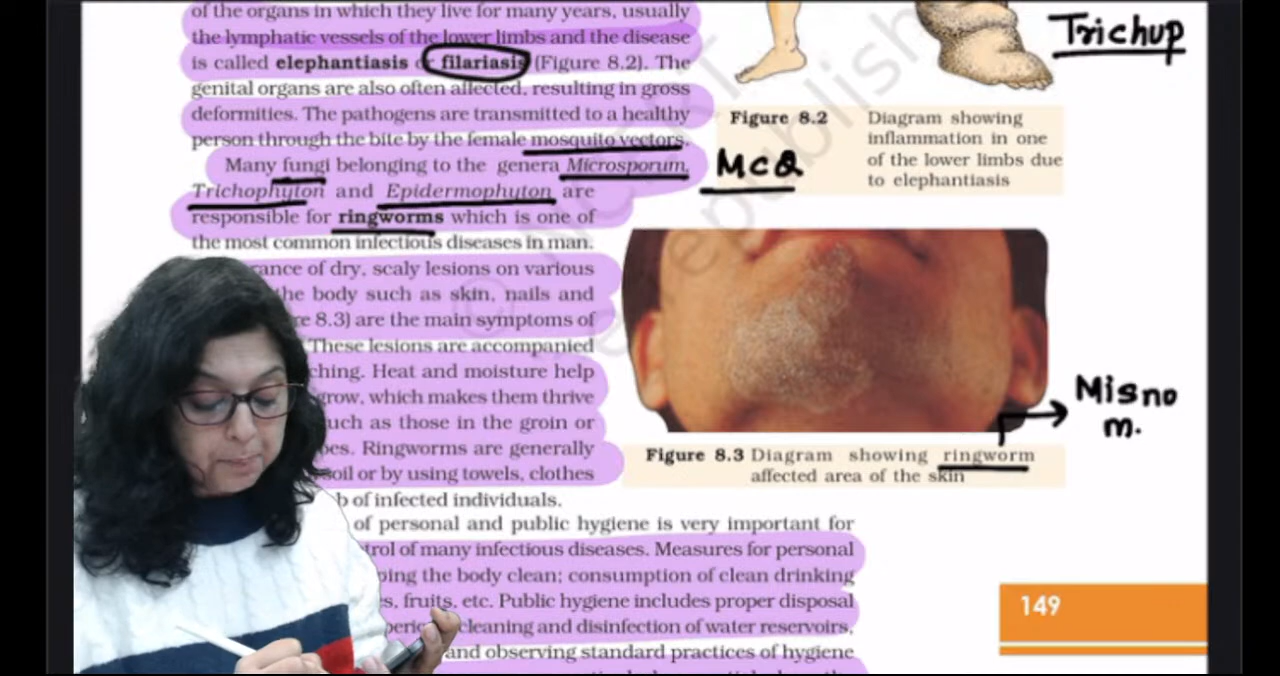 of the organs in which they live for many years, usually
the lymphatic vessels of the lower limbs and the disease
is called elephantiasis or filariasis (Figure 8.2). The
genital organs are also often affected, resulting in gross
deformities. The pathogens are transmitted to a healthy
person through the bite by the female mosquito vectors.
Many fungi belonging to the genera Microsporum,
Trichophyton and Epidermophyton are
responsible for ringworms which is one of
the most common infectious diseases in man.
ance of dry, scaly lesions on various
the body such as skin, nails and
re 8.3) are the main symptoms of
These lesions are accompanied
ching. Heat and moisture help
grow, which makes them thrive
uch as those in the groin or
oes. Ringworms are generally
soil or by using towels, clothes
b of infected individuals.
of personal and public hygiene is very important for
trol of many infectious diseases. Measures for personal
ping the body clean; consumption of clean drinking
s, fruits, etc. Public hygiene includes proper disposal
peric cleaning and disinfection of water reservoirs,
and observing standard practices of hygiene
Trichup
Figure 8.2 Diagram showing
inflammation in one
of the lower limbs due
to elephantiasis
McQ
Misno
m.
Figure 8.3 Diagram showing ringworm
affected area of the skin
149